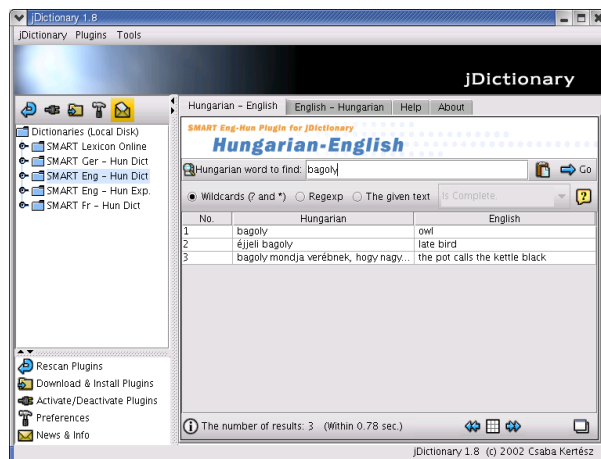 jDictionary 1.8
jDictionary Plugins Tools
jDictionary
Hungarian - English English - Hungarian Help About
Dictionaries (Local Disk)
SMART Lexicon Online
SMART Ger - Hun Dict
SMART Eng - Hun Dict
SMART Eng - Hun Exp.
SMART Fr - Hun Dict
SMART Eng-Hun Plugin for jDictionary
Hungarian-English
Hungarian word to find: bagoly Go
Wildcards (? and *) Regexp The given text Is Complete.
No. Hungarian English
1 bagoly owl
2 éjjeli bagoly late bird
3 bagoly mondja verébnek, hogy nagy... the pot calls the kettle black
Rescan Plugins
Download & Install Plugins
Activate/Deactivate Plugins
Preferences
News & Info
The number of results: 3 (Within 0.78 sec.)
jDictionary 1.8 (c) 2002 Csaba Kertész